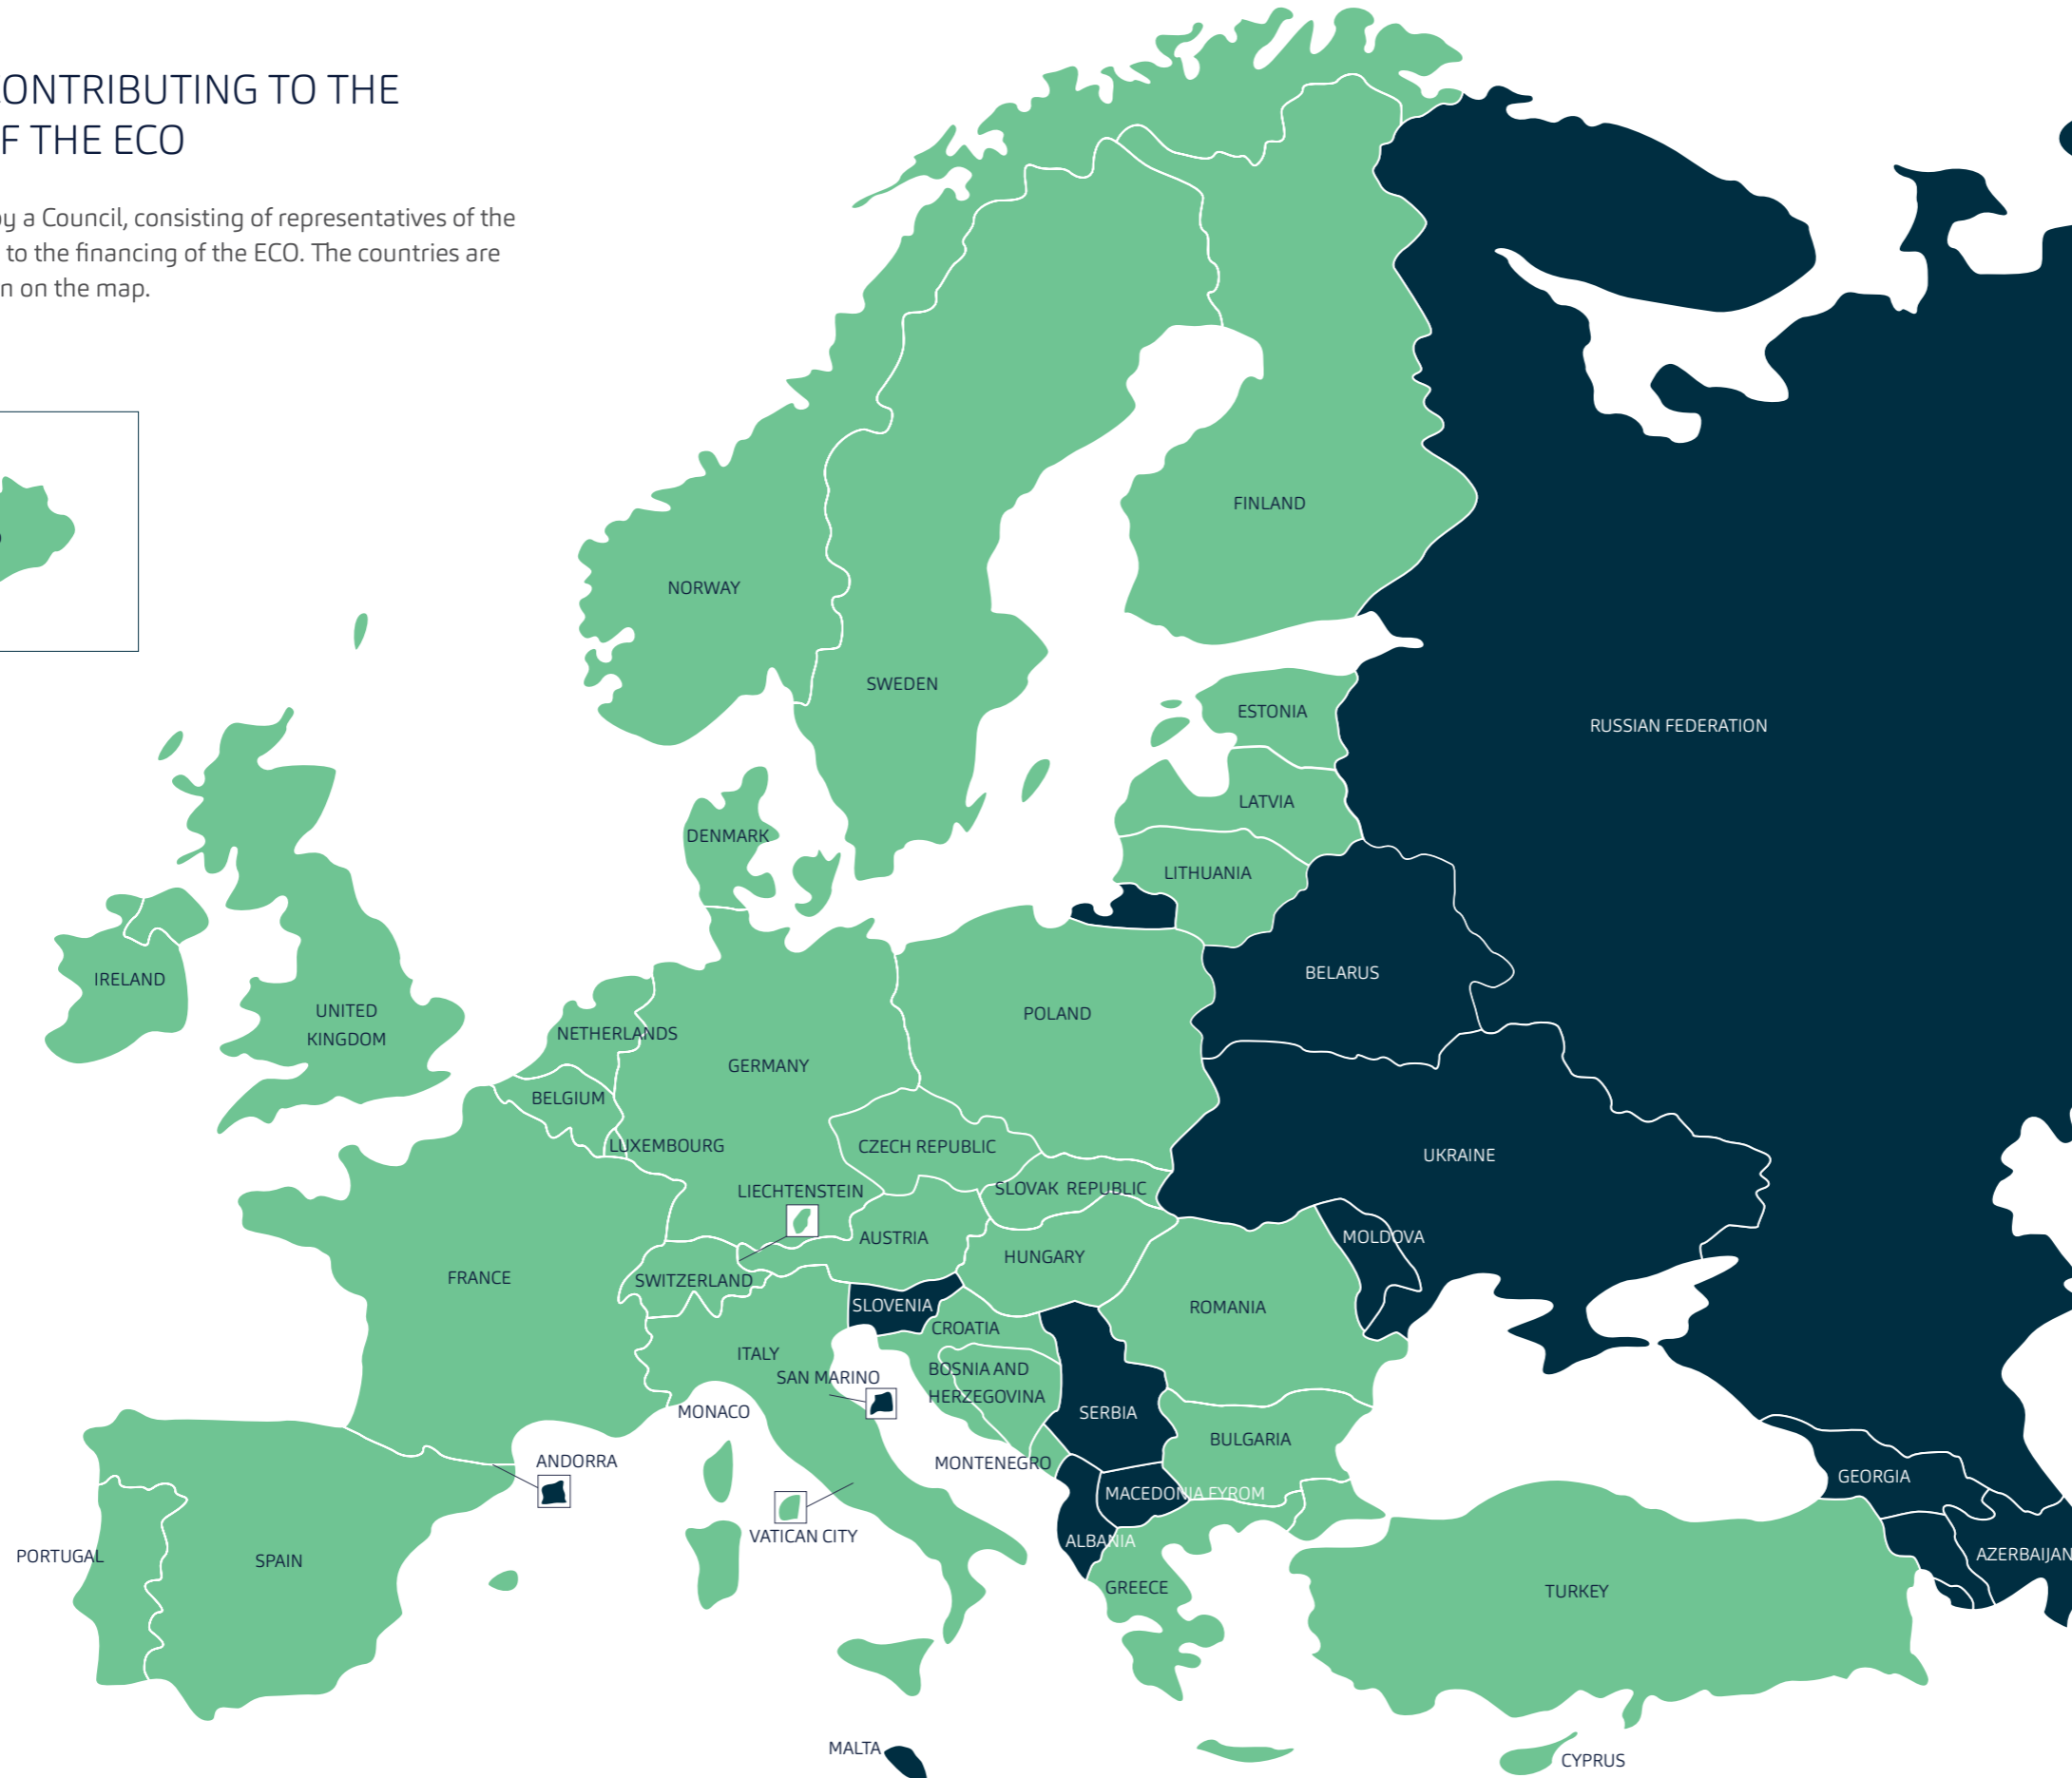 ONTRIBUTING TO THE
F THE ECO
y a Council, consisting of representatives of the
to the financing of the ECO. The countries are
n on the map.
FINLAND
NORWAY
SWEDEN
ESTONIA
RUSSIAN FEDERATION
LATVIA
DENMARK
LITHUANIA
IRELAND
BELARUS
UNITED
KINGDOM
POLAND
NETHERLANDS
GERMANY
BELGIUM
LUXEMBOURG
CZECH REPUBLIC
UKRAINE
LIECHTENSTEIN
SLOVAK REPUBLIC
AUSTRIA
MOLDOVA
HUNGARY
FRANCE
SWITZERLAND
SLOVENIA
ROMANIA
CROATIA
ITALY
BOSNIA AND
HERZEGOVINA
SAN MARINO
MONACO
SERBIA
BULGARIA
ANDORRA
MONTENEGRO
GEORGIA
MACEDONIA FYROM
VATICAN CITY
ALBANIA
PORTUGAL
SPAIN
AZERBAIJAN
GREECE
TURKEY
MALTA
CYPRUS